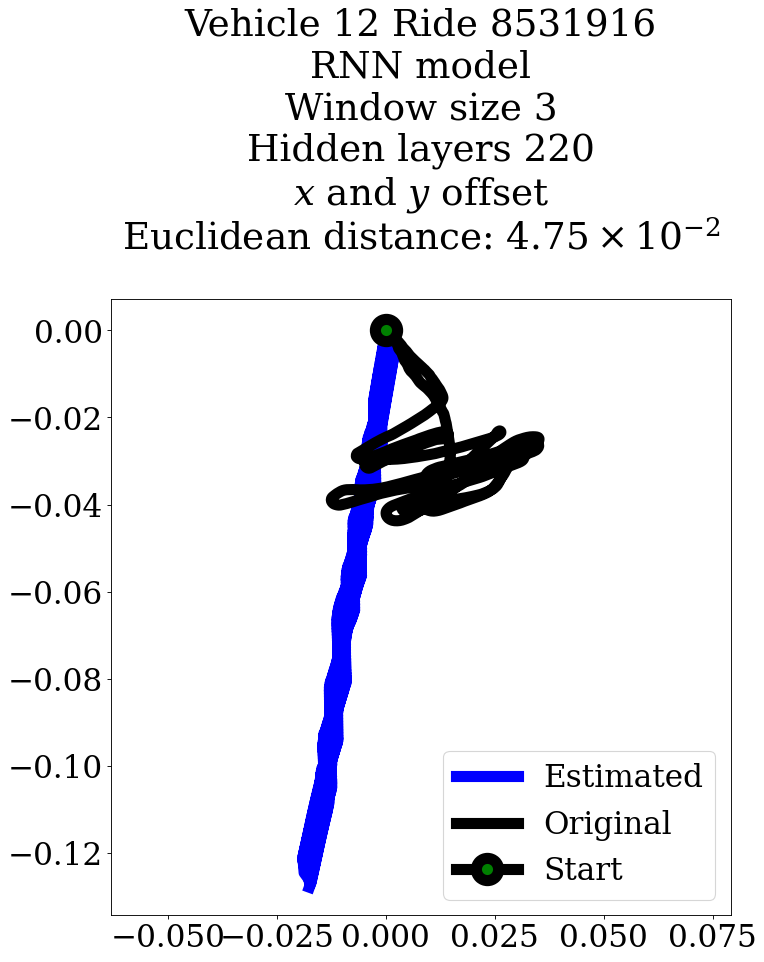 Vehicle 12 Ride 8531916
RNN model
Window size 3
Hidden layers 220
x and y offset
Euclidean distance: 4.75 × 10⁻²
0.00
−0.02
−0.04
−0.06
−0.08
−0.10
−0.12
Estimated
Original
Start
−0.050 −0.025 0.000 0.025 0.050 0.075